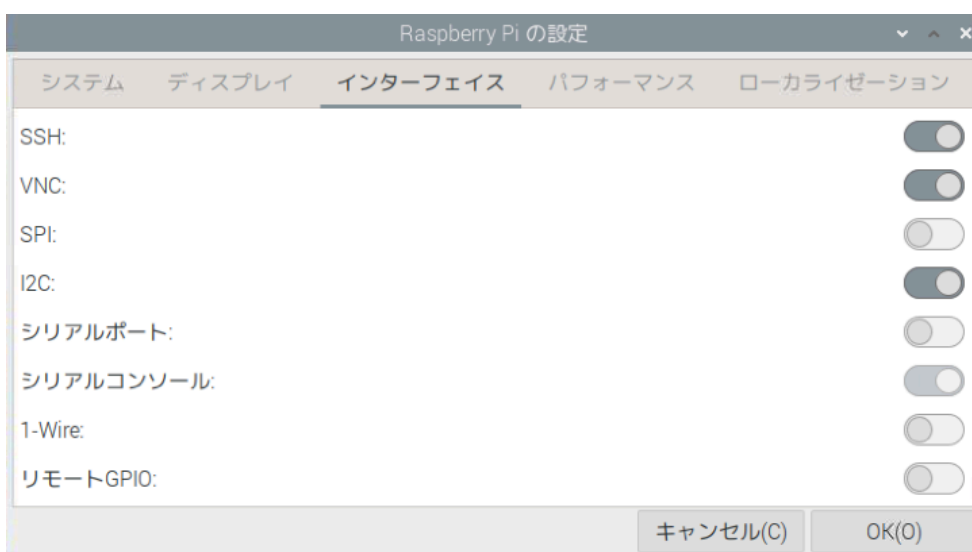 Raspberry Pi の設定
システム ディスプレイ インターフェイス パフォーマンス ローカライゼーション
SSH:
VNC:
SPI:
I2C:
シリアルポート:
シリアルコンソール:
1-Wire:
リモートGPIO:
キャンセル(C) OK(O)